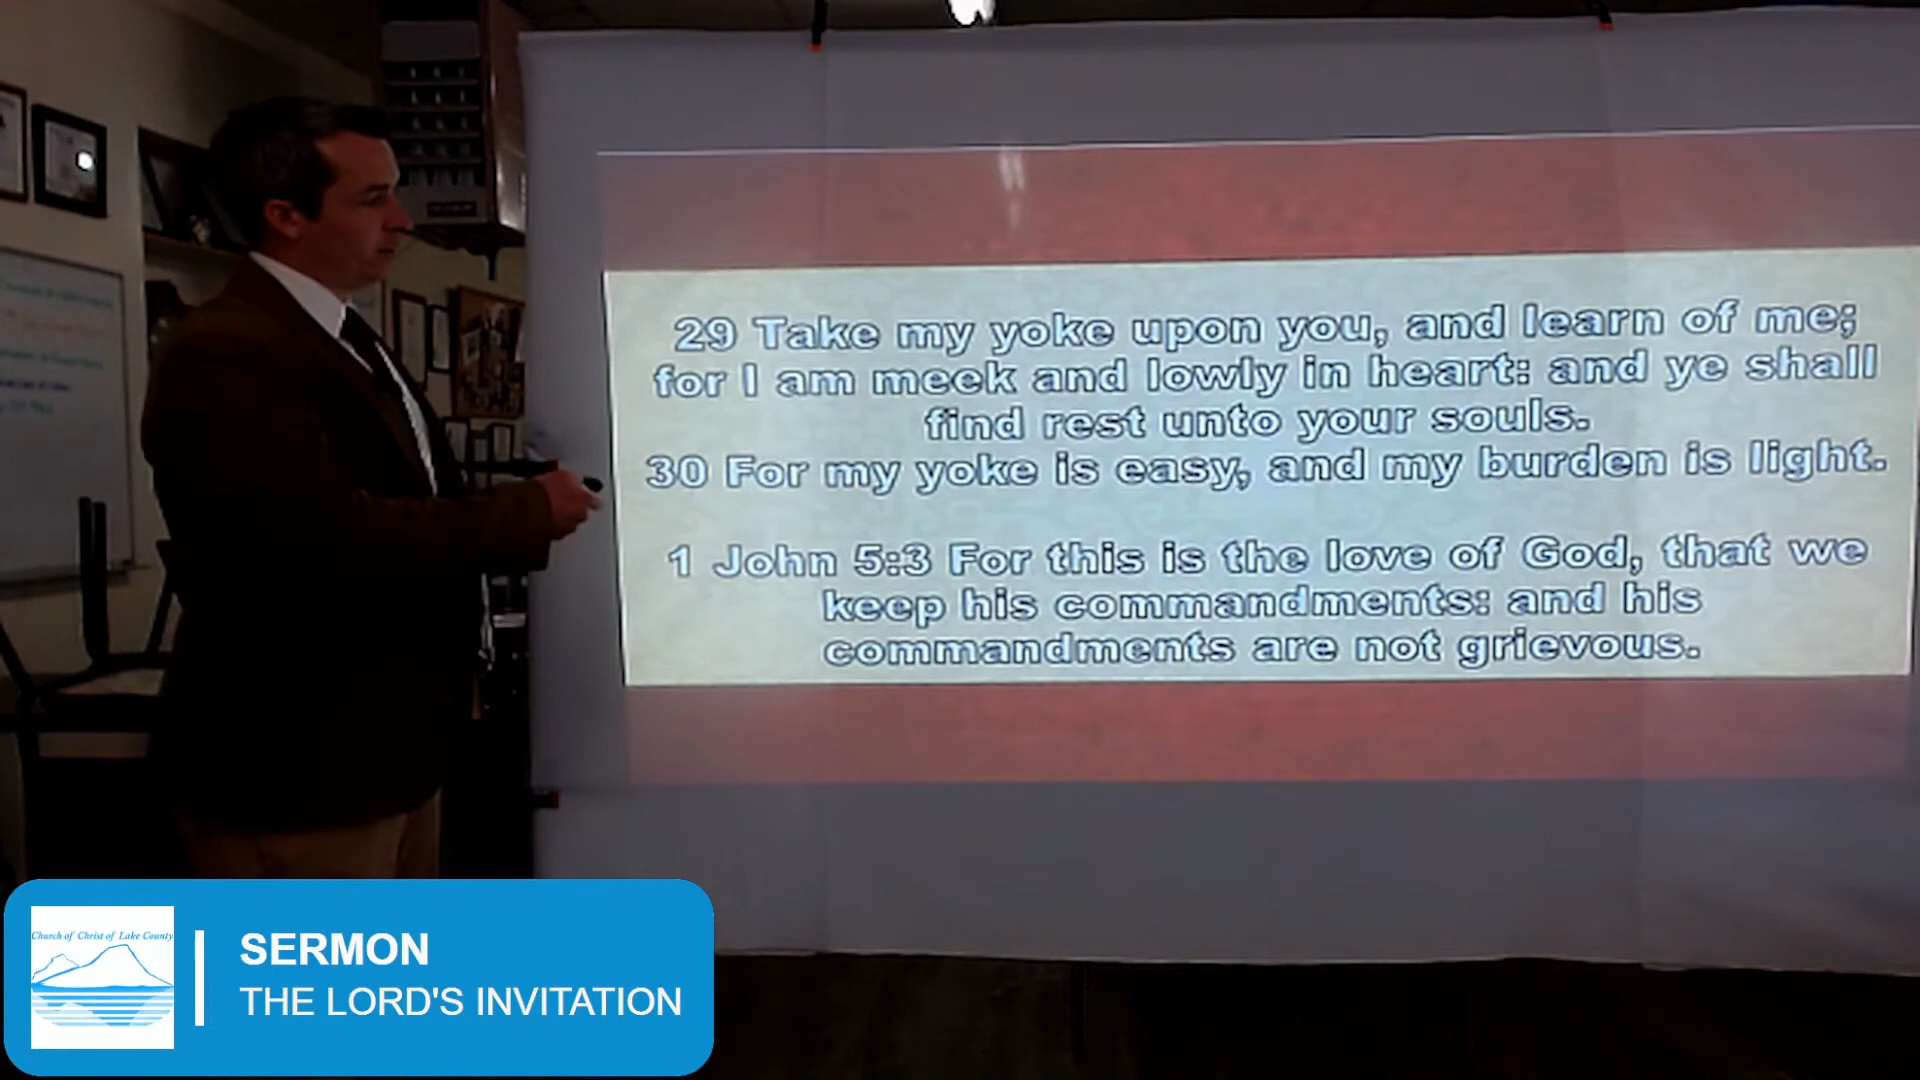 29 Take my yoke upon you, and learn of me;
for I am meek and lowly in heart: and ye shall
find rest unto your souls.
30 For my yoke is easy, and my burden is light.
1 John 5:3 For this is the love of God, that we
keep his commandments: and his
commandments are not grievous.
Church of Christ of Lake County
SERMON
THE LORD'S INVITATION